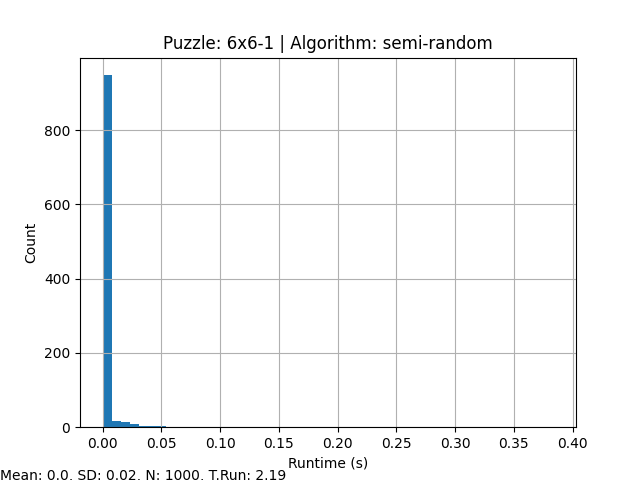 Puzzle: 6x6-1 | Algorithm: semi-random
800
600
400
200
0
Count
0.00 0.05 0.10 0.15 0.20 0.25 0.30 0.35 0.40
Runtime (s)
Mean: 0.0, SD: 0.02, N: 1000, T.Run: 2.19